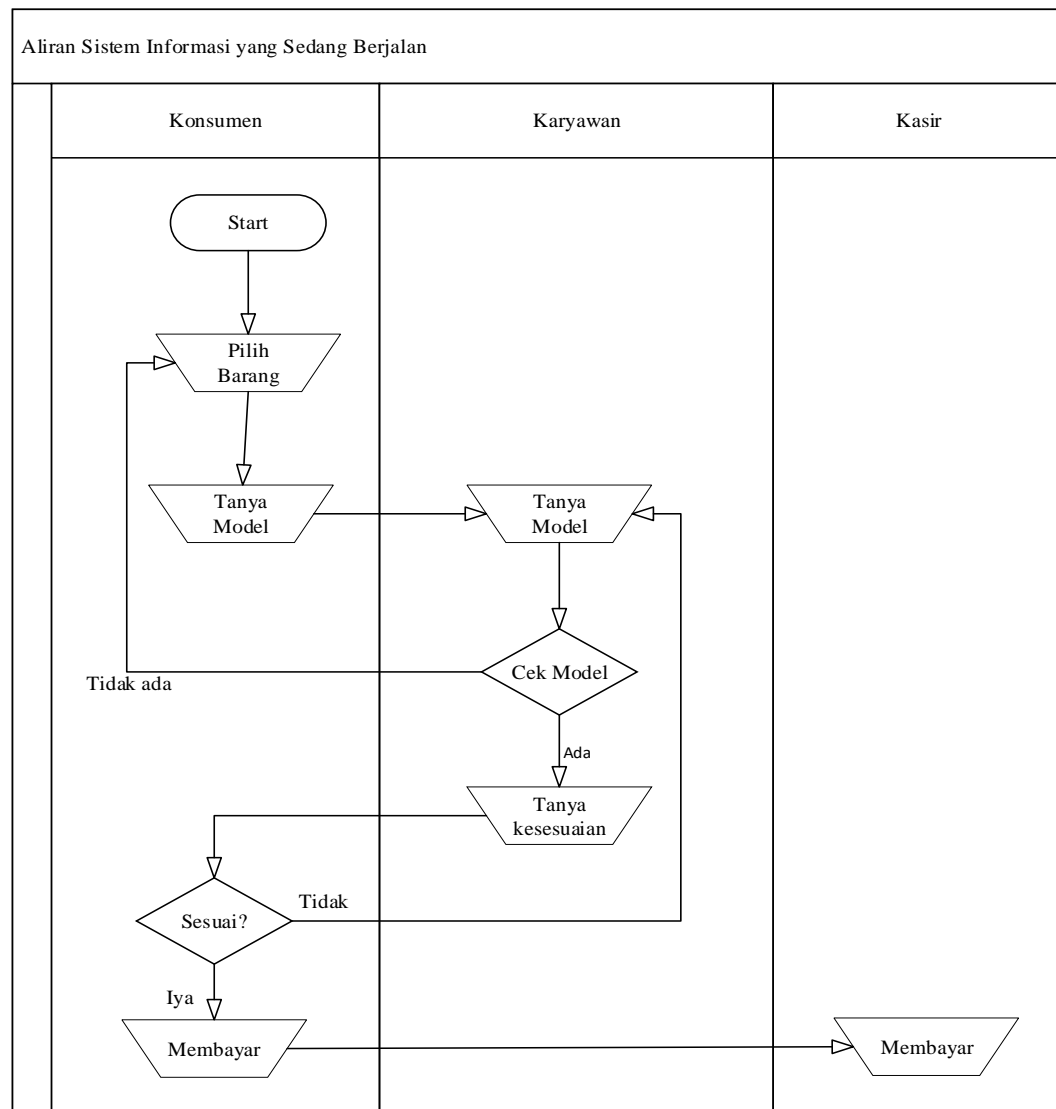 Aliran Sistem Informasi yang Sedang Berjalan
Konsumen
Karyawan
Kasir
Start
Pilih
Barang
Tanya
Model
Tanya
Model
Cek Model
Tidak ada
Ada
Tanya
kesesuaian
Sesuai?
Tidak
Iya
Membayar
Membayar